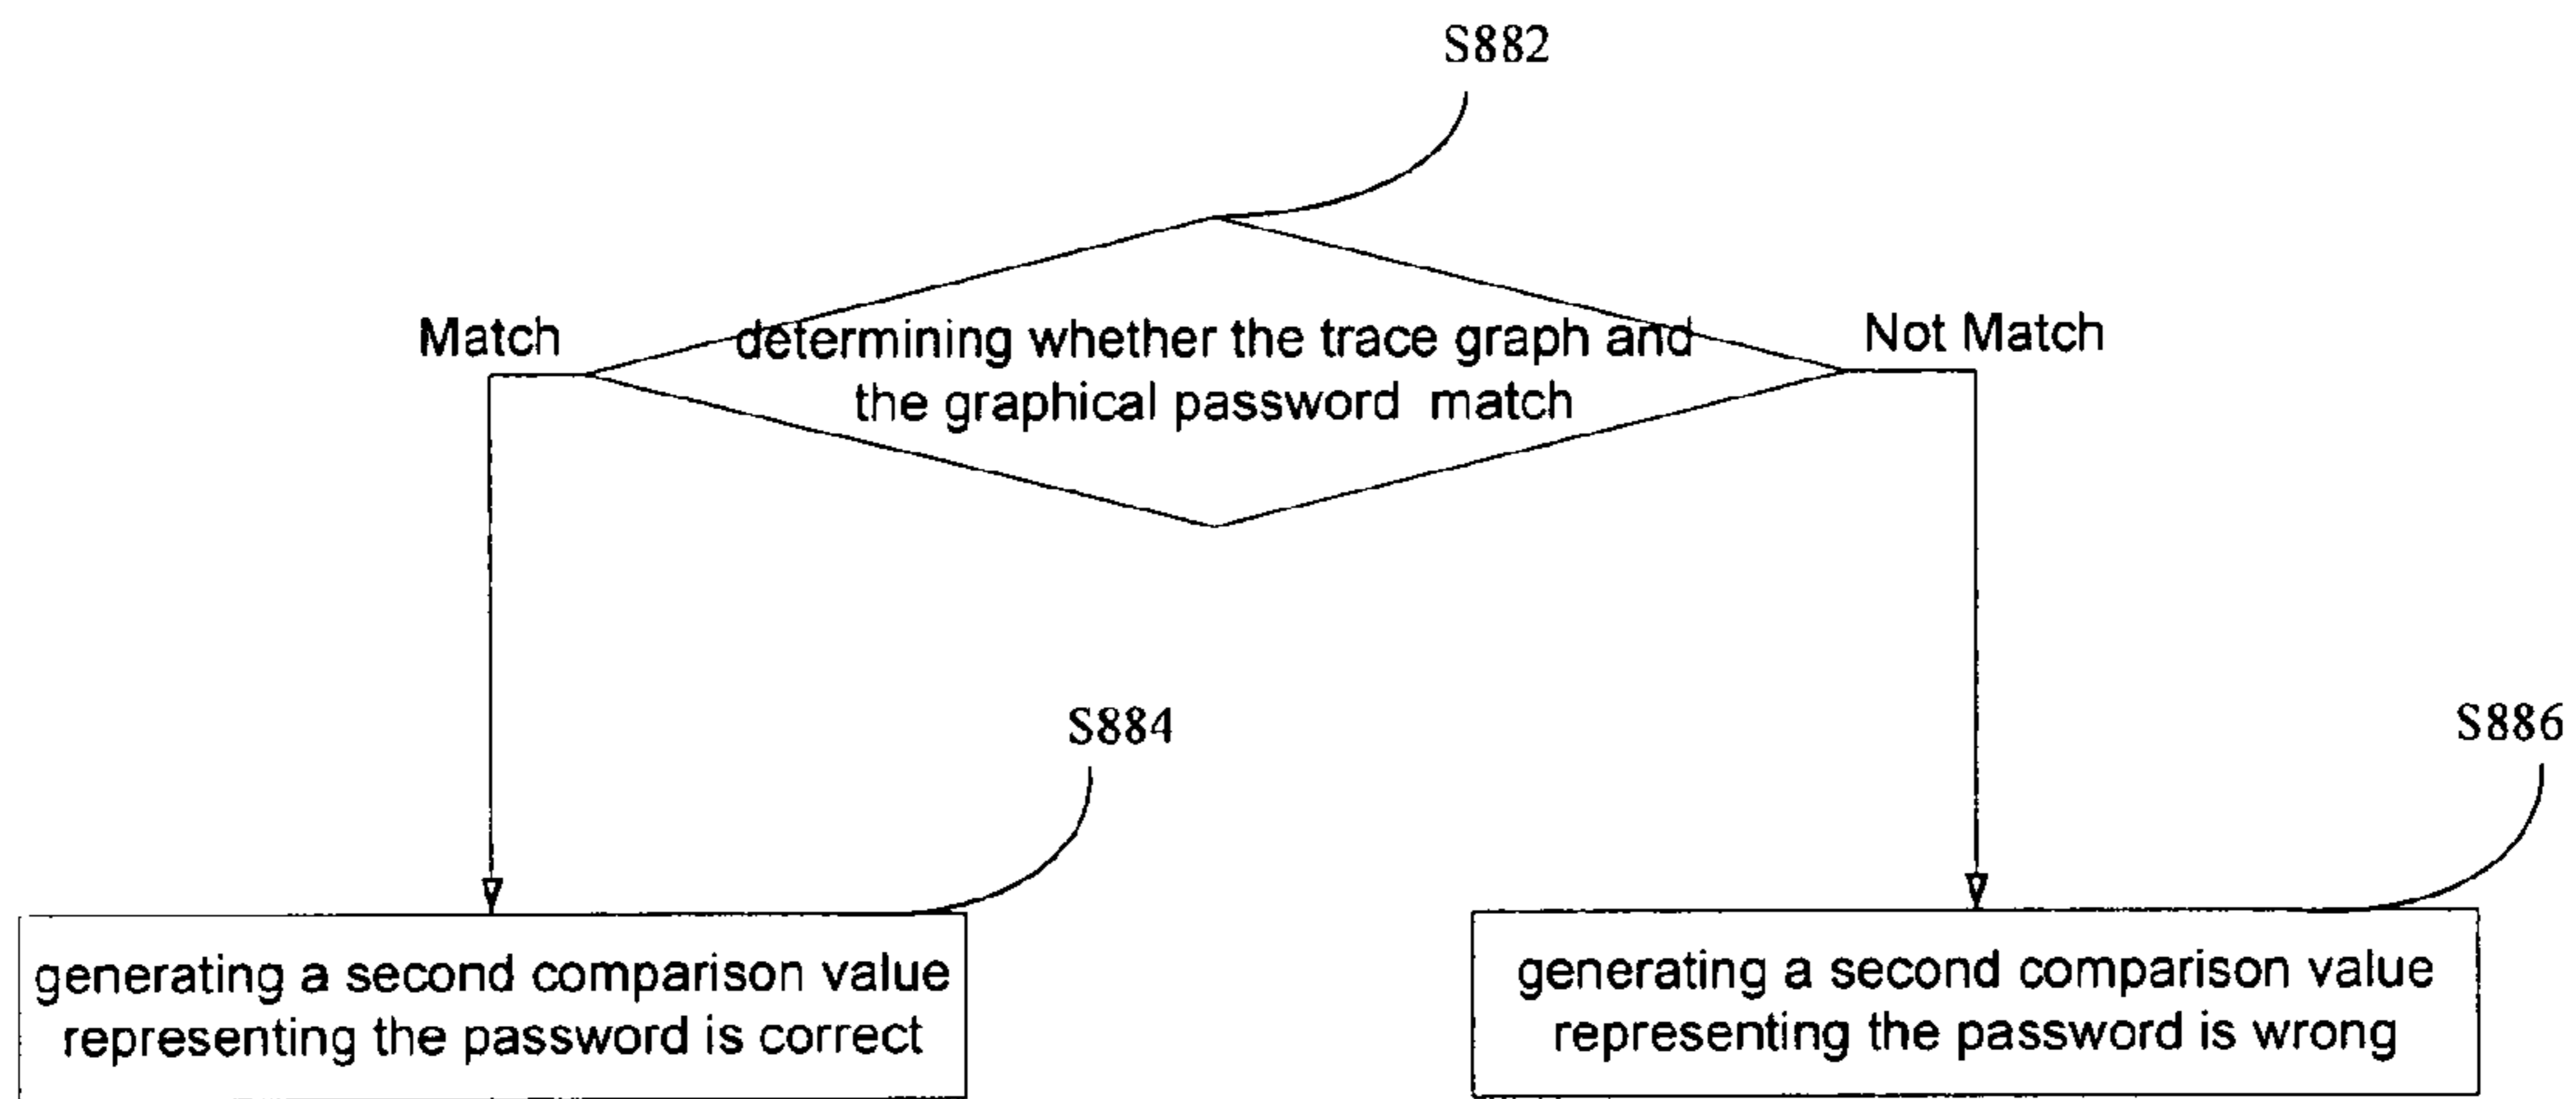 S882
Match
determining whether the trace graph and
the graphical password match
Not Match
S884
S886
generating a second comparison value
representing the password is correct
generating a second comparison value
representing the password is wrong